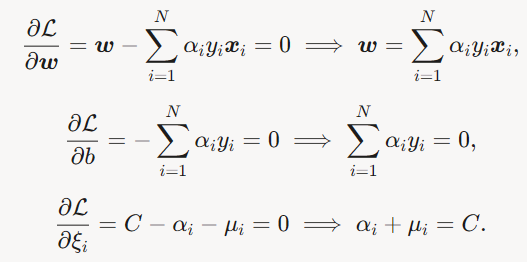 ∂ℒ/∂𝒘 = 𝒘 − ∑_{i=1}^{N} α_i y_i 𝒙_i = 0 ⟹ 𝒘 = ∑_{i=1}^{N} α_i y_i 𝒙_i,
∂ℒ/∂b = − ∑_{i=1}^{N} α_i y_i = 0 ⟹ ∑_{i=1}^{N} α_i y_i = 0,
∂ℒ/∂ξ_i = C − α_i − μ_i = 0 ⟹ α_i + μ_i = C.